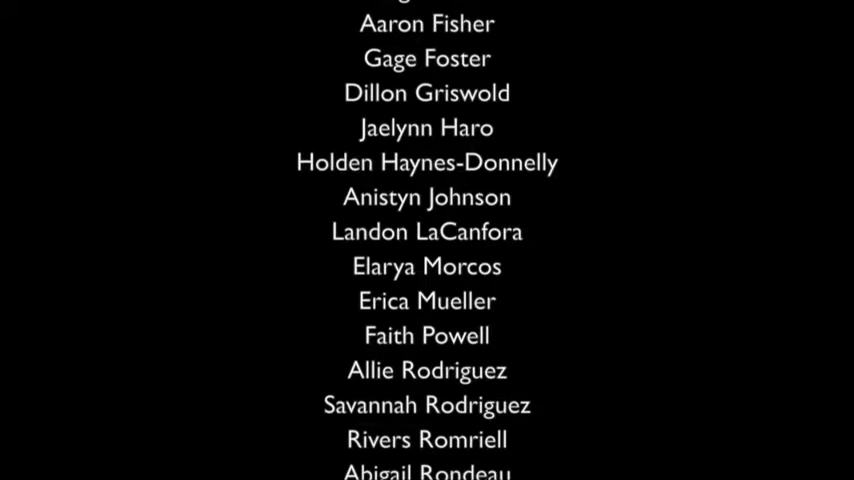 Aaron Fisher
Gage Foster
Dillon Griswold
Jaelynn Haro
Holden Haynes-Donnelly
Anistyn Johnson
Landon LaCanfora
Elarya Morcos
Erica Mueller
Faith Powell
Allie Rodriguez
Savannah Rodriguez
Rivers Romriell
Abigail Rondeau